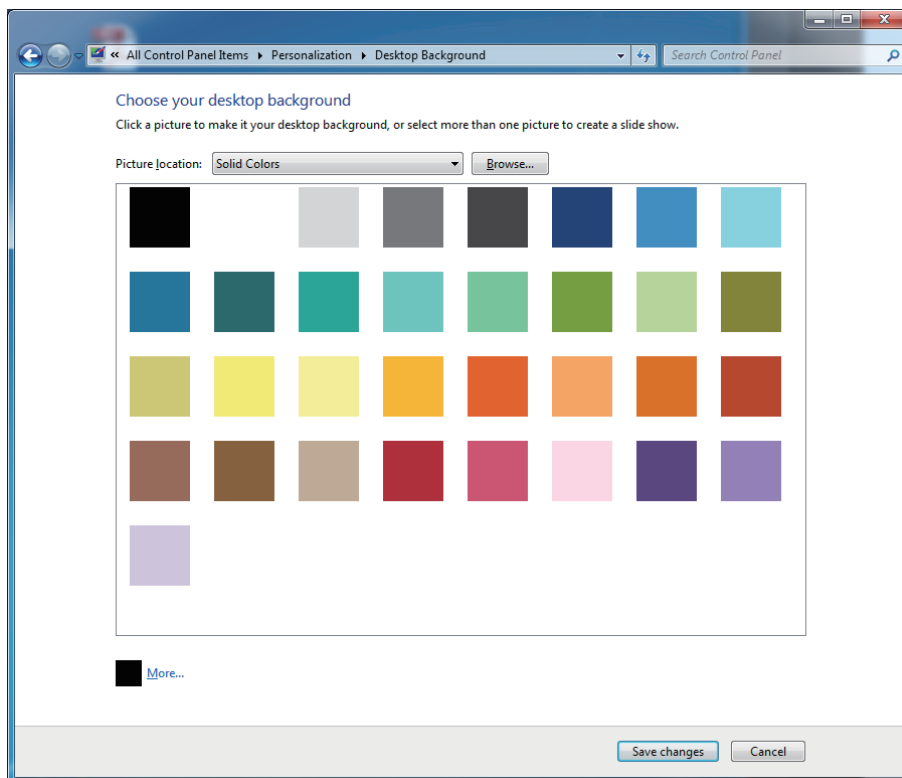 « All Control Panel Items ▸ Personalization ▸ Desktop Background
Search Control Panel
Choose your desktop background
Click a picture to make it your desktop background, or select more than one picture to create a slide show.
Picture location: Solid Colors Browse...
More...
Save changes Cancel